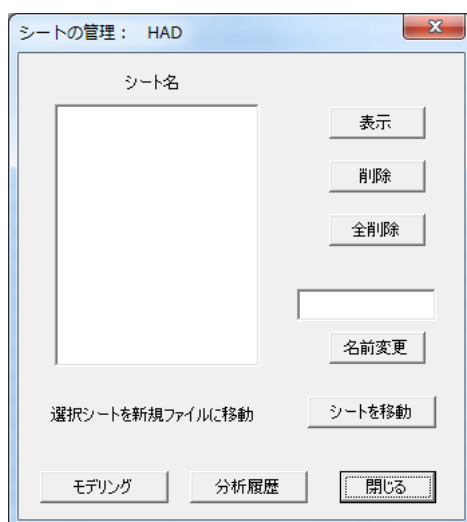 シートの管理： HAD
シート名
表示
削除
全削除
名前変更
選択シートを新規ファイルに移動
シートを移動
モデリング
分析履歴
閉じる